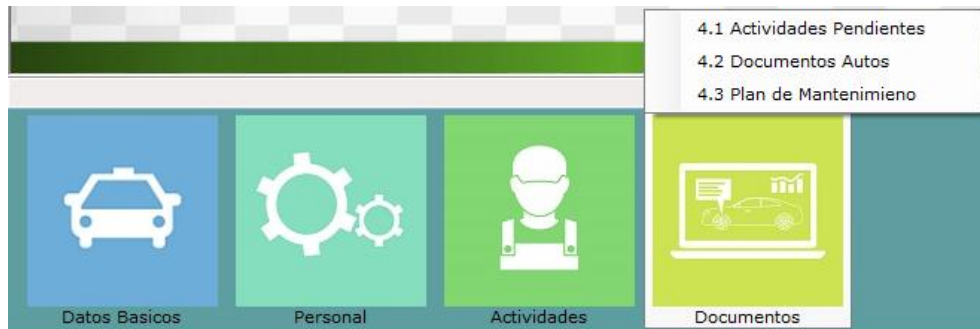 4.1 Actividades Pendientes
4.2 Documentos Autos
4.3 Plan de Mantenimieno
Datos Basicos
Personal
Actividades
Documentos